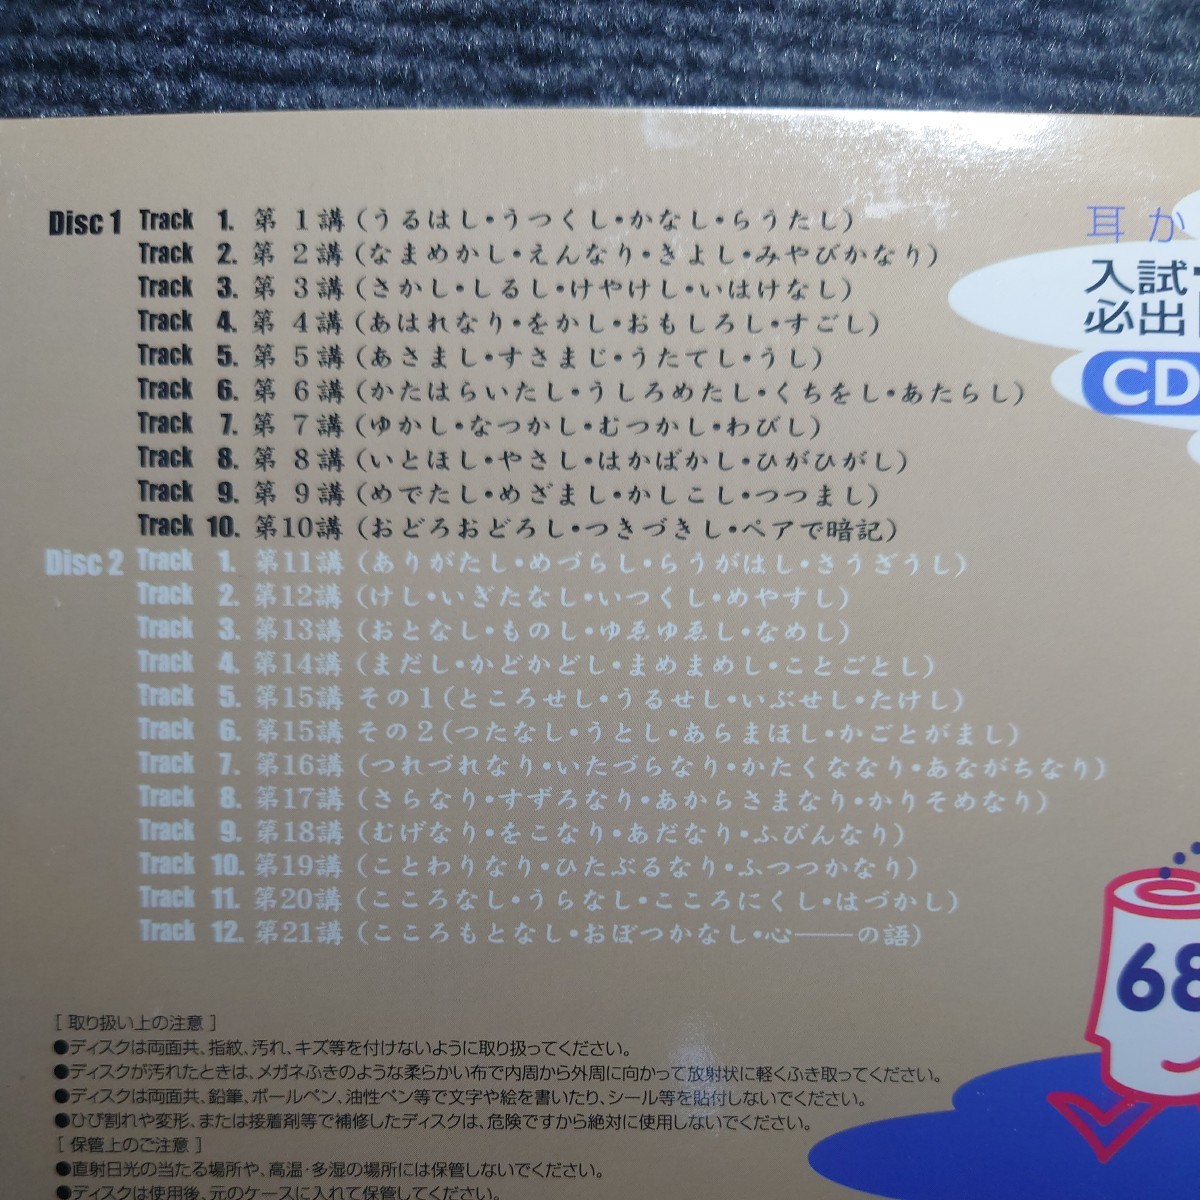 Disc 1 Track 1. 第 1講(うるはし・うつくし・かなし・らうたし)
Track 2. 第 2講(なまめかし・えんなり・きよし・みやびかなり)
Track 3. 第 3講(さかし・しるし・けやけし・いはけなし)
Track 4. 第 4講(あはれなり・をかし・おもしろし・すごし)
Track 5. 第 5講(あさまし・すさまじ・うたてし・うし)
Track 6. 第 6講(かたはらいたし・うしろめたし・くちをし・あたらし)
Track 7. 第 7講(ゆかし・なつかし・むつかし・わびし)
Track 8. 第 8講(いとほし・やさし・はかばかし・ひがひがし)
Track 9. 第 9講(めでたし・めざまし・かしこし・つつまし)
Track 10. 第10講(おどろおどろし・つきづきし・ペアで暗記)
Disc 2 Track 1. 第11講(ありがたし・めづらし・らうがはし・さうざうし)
Track 2. 第12講(けし・いぎたなし・いつくし・めやすし)
Track 3. 第13講(おとなし・ものし・ゆゑゆゑし・なめし)
Track 4. 第14講(まだし・かどかどし・まめまめし・ことごとし)
Track 5. 第15講 その1(ところせし・うるせし・いぶせし・たけし)
Track 6. 第15講 その2(つたなし・うとし・あらまほし・かごとがまし)
Track 7. 第16講(つれづれなり・いたづらなり・かたくななり・あながちなり)
Track 8. 第17講(さらなり・すずろなり・あからさまなり・かりそめなり)
Track 9. 第18講(むげなり・をこなり・あだなり・ふびんなり)
Track 10. 第19講(ことわりなり・ひたぶるなり・ふつつかなり)
Track 11. 第20講(こころなし・うらなし・こころにくし・はづかし)
Track 12. 第21講(こころもとなし・おぼつかなし・心――の語)
耳か
入試
必出
CD
68
[ 取り扱い上の注意 ]
●ディスクは両面共、指紋、汚れ、キズ等を付けないように取り扱ってください。
●ディスクが汚れたときは、メガネふきのような柔らかい布で内周から外周に向かって放射状に軽くふき取ってください。
●ディスクは両面共、鉛筆、ボールペン、油性ペン等で文字や絵を書いたり、シール等を貼付しないでください。
●ひび割れや変形、または接着剤等で補修したディスクは、危険ですから絶対に使用しないでください。
[ 保管上のご注意 ]
●直射日光の当たる場所や、高温・多湿の場所には保管しないでください。
●ディスクは使用後、元のケースに入れて保管してください。